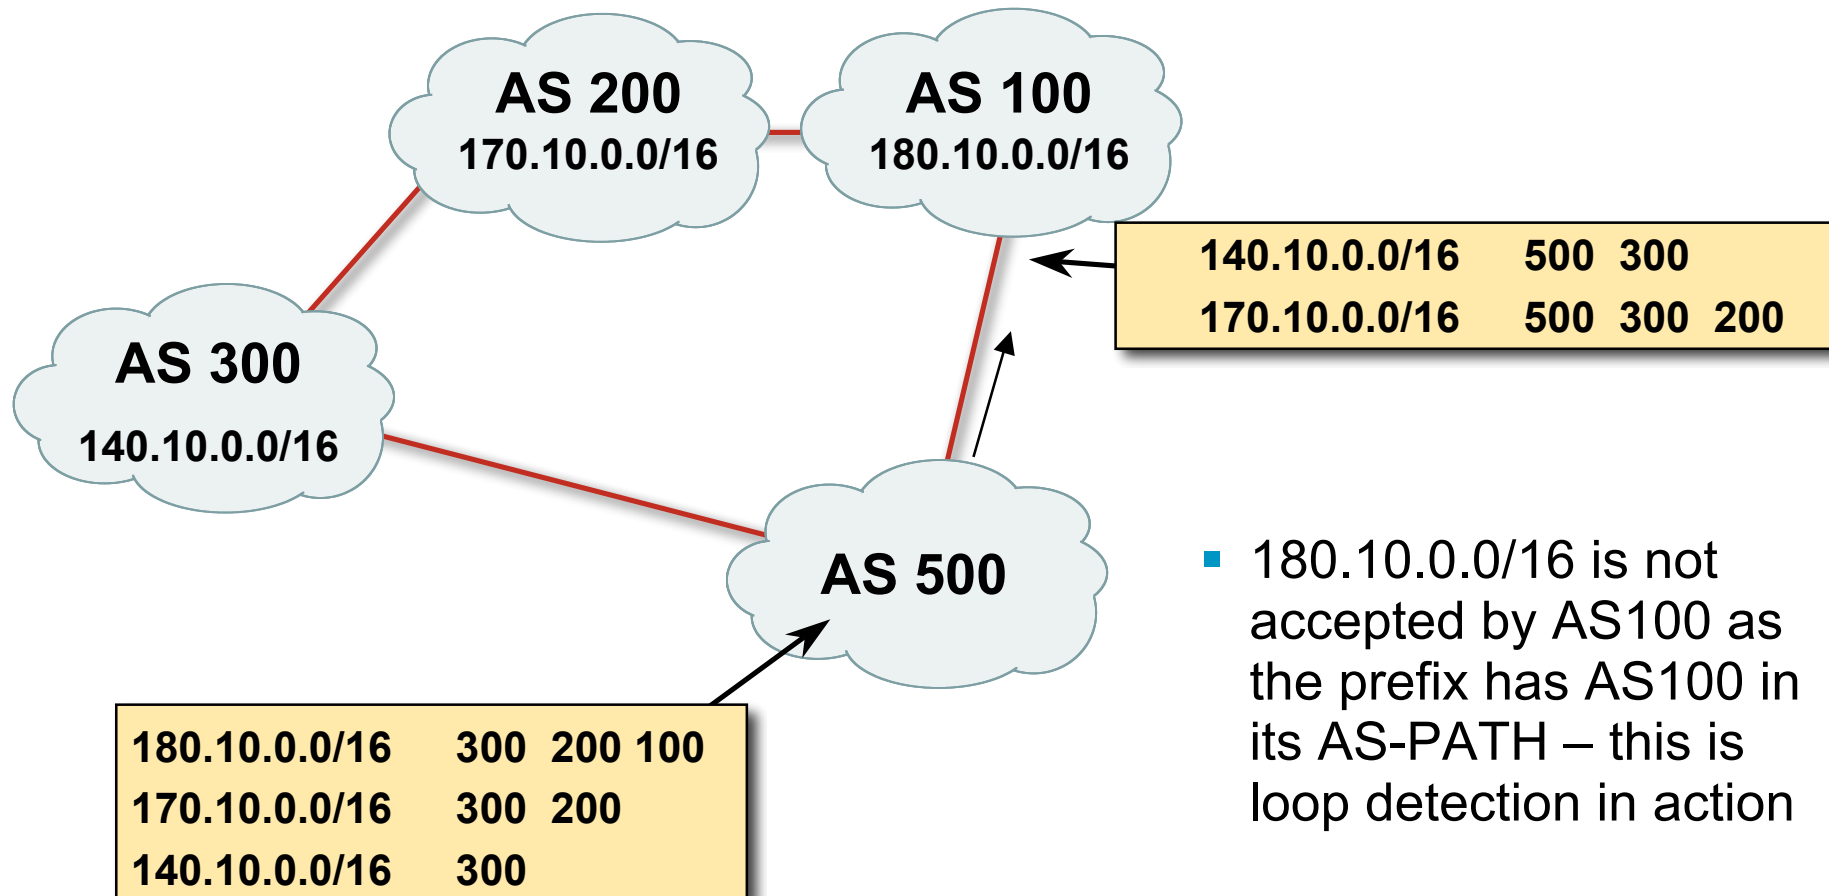 AS 200
170.10.0.0/16
AS 100
180.10.0.0/16
140.10.0.0/16 500 300
170.10.0.0/16 500 300 200
AS 300
140.10.0.0/16
AS 500
180.10.0.0/16 is not
accepted by AS100 as
the prefix has AS100 in
its AS-PATH – this is
loop detection in action
180.10.0.0/16 300 200 100
170.10.0.0/16 300 200
140.10.0.0/16 300